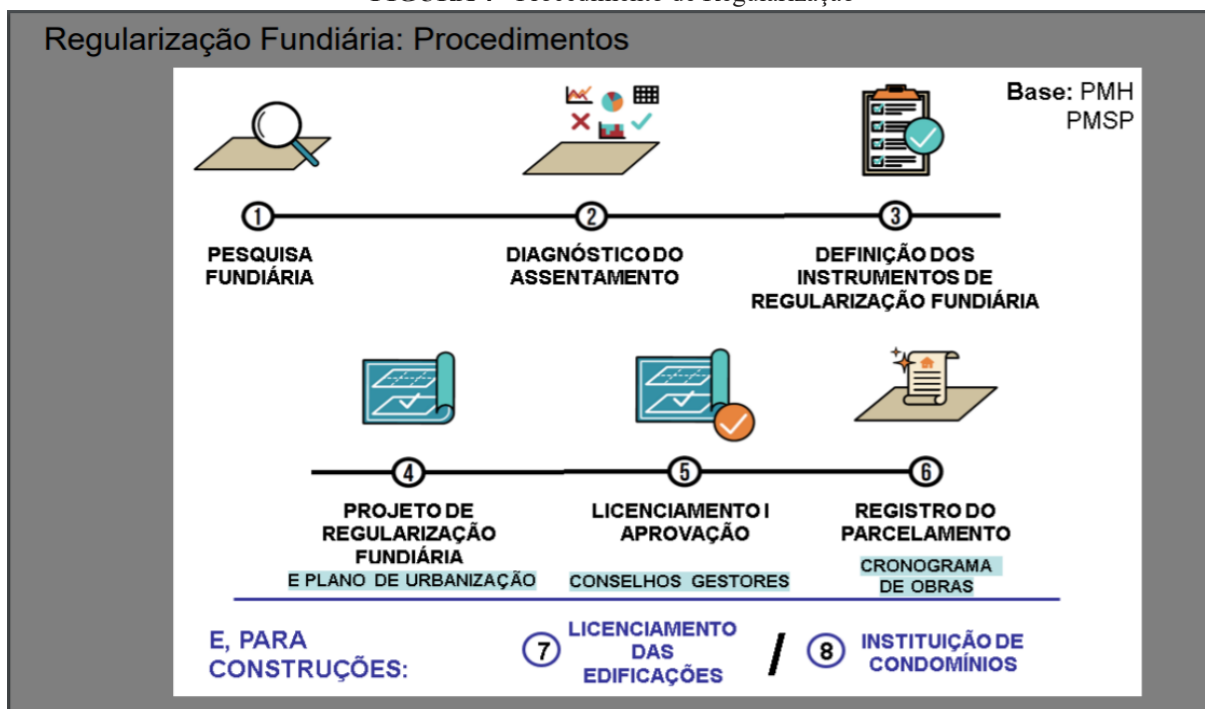 Regularização Fundiária: Procedimentos
Base: PMH
PMSP
1
PESQUISA
FUNDIÁRIA
2
DIAGNÓSTICO DO
ASSENTAMENTO
3
DEFINIÇÃO DOS
INSTRUMENTOS DE
REGULARIZAÇÃO FUNDIÁRIA
4
PROJETO DE
REGULARIZAÇÃO
FUNDIÁRIA
E PLANO DE URBANIZAÇÃO
5
LICENCIAMENTO I
APROVAÇÃO
CONSELHOS GESTORES
6
REGISTRO DO
PARCELAMENTO
CRONOGRAMA
DE OBRAS
E, PARA
CONSTRUÇÕES:
7
LICENCIAMENTO
DAS
EDIFICAÇÕES
/
8
INSTITUIÇÃO DE
CONDOMÍNIOS